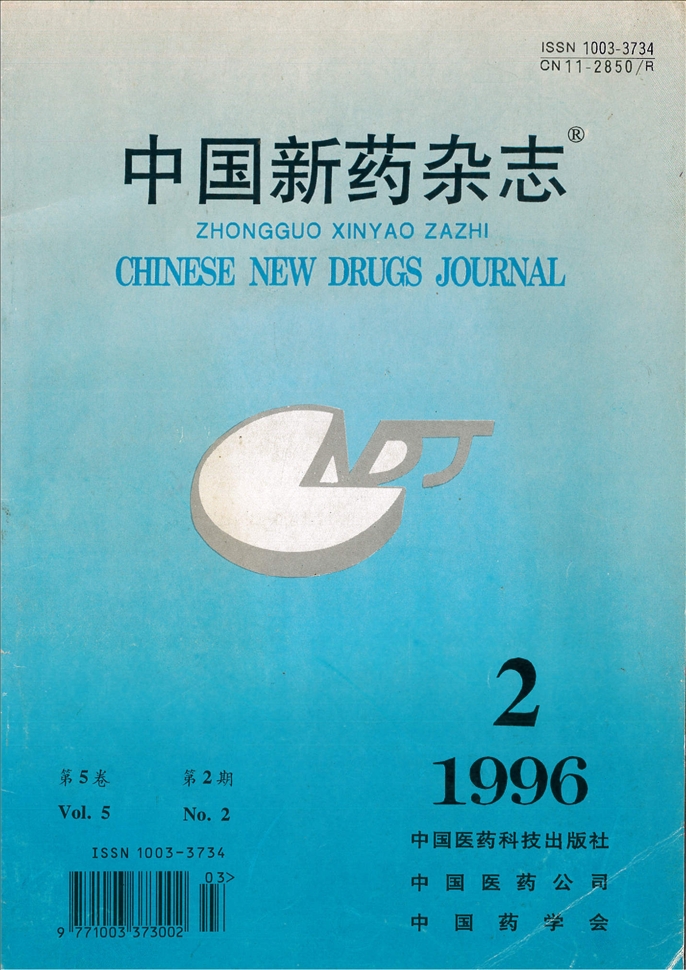 ISSN 1003-3734
CN 11-2850/R
中国新药杂志®
ZHONGGUO XINYAO ZAZHI
CHINESE NEW DRUGS JOURNAL
CNDJ
2
1996
第5卷 第2期
Vol. 5 No. 2
中国医药科技出版社
中国医药公司
中国药学会
ISSN 1003-3734
03>
9 771003 373002